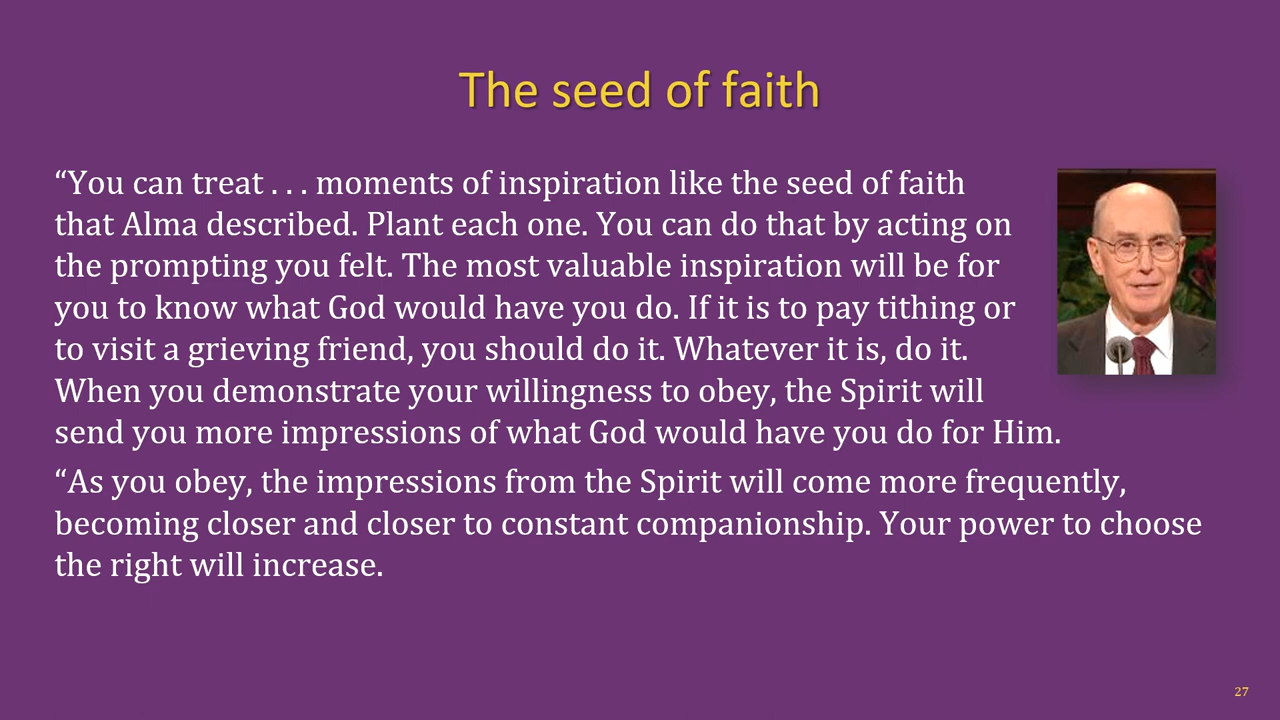 The seed of faith
“You can treat . . . moments of inspiration like the seed of faith
that Alma described. Plant each one. You can do that by acting on
the prompting you felt. The most valuable inspiration will be for
you to know what God would have you do. If it is to pay tithing or
to visit a grieving friend, you should do it. Whatever it is, do it.
When you demonstrate your willingness to obey, the Spirit will
send you more impressions of what God would have you do for Him.
“As you obey, the impressions from the Spirit will come more frequently,
becoming closer and closer to constant companionship. Your power to choose
the right will increase.
27